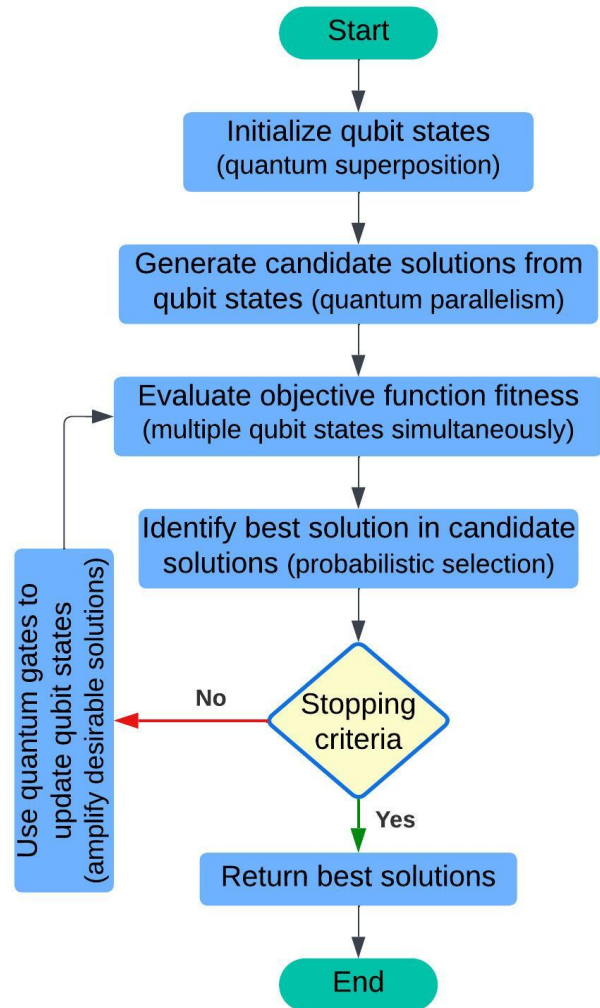 Start
Initialize qubit states
(quantum superposition)
Generate candidate solutions from
qubit states (quantum parallelism)
Evaluate objective function fitness
(multiple qubit states simultaneously)
Identify best solution in candidate
solutions (probabilistic selection)
Use quantum gates to
update qubit states
(amplify desirable solutions)
No
Stopping
criteria
Yes
Return best solutions
End